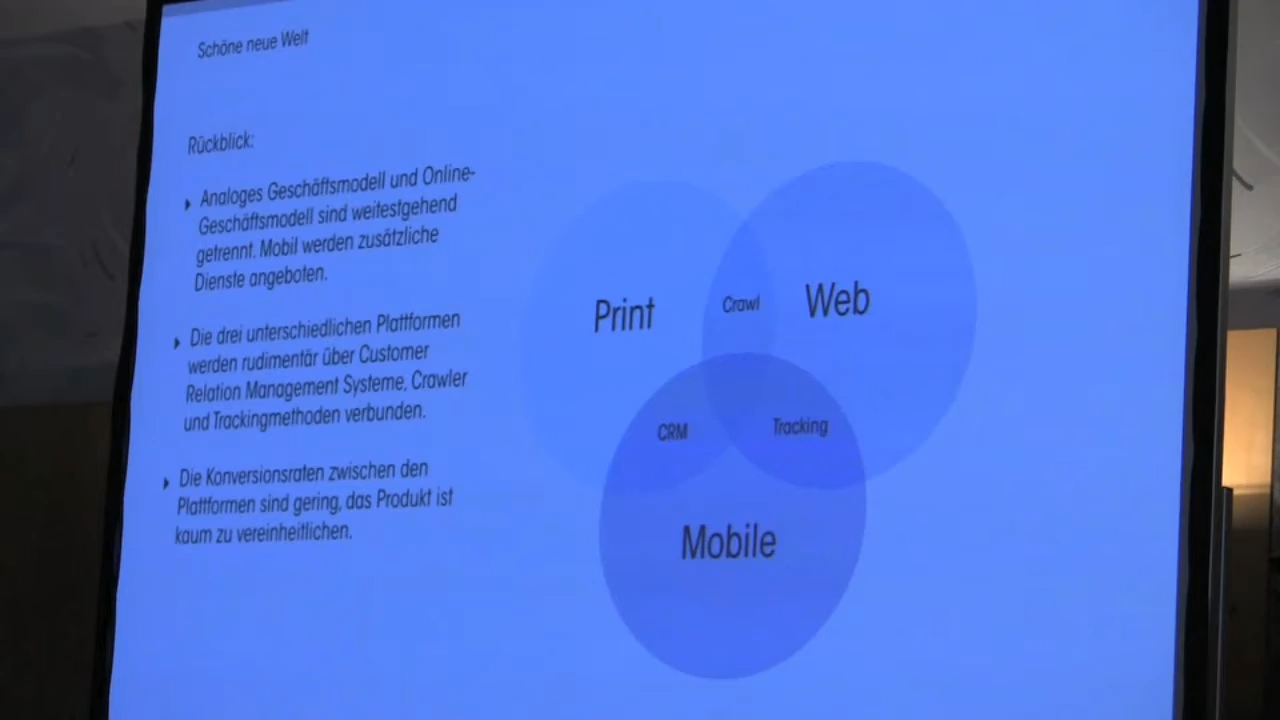 Schöne neue Welt
Rückblick:
Analoges Geschäftsmodell und Online-
Geschäftsmodell sind weitestgehend
getrennt. Mobil werden zusätzliche
Dienste angeboten.
Die drei unterschiedlichen Plattformen
werden rudimentär über Customer
Relation Management Systeme, Crawler
und Trackingmethoden verbunden.
Die Konversionsraten zwischen den
Plattformen sind gering, das Produkt ist
kaum zu vereinheitlichen.
Print
Crawl
Web
CRM
Tracking
Mobile